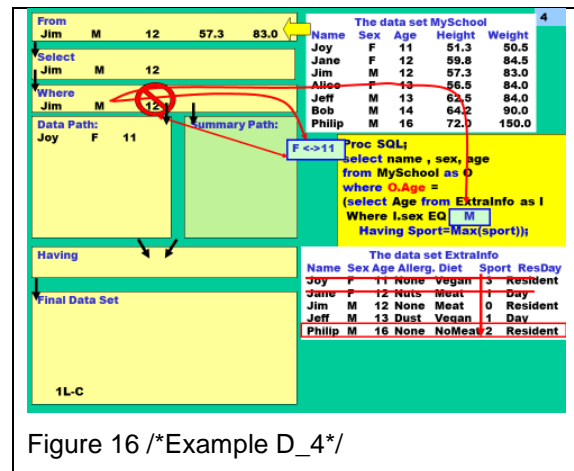 4
From
Jim M 12 57.3 83.0
Select
Jim M 12
Where
Jim M 12
Data Path:
Joy F 11
Summary Path:
Having
Final Data Set
1L-C
The data set MySchool
Name Sex Age Height Weight
Joy F 11 51.3 50.5
Jane F 12 59.8 84.5
Jim M 12 57.3 83.0
Alice F 13 56.5 84.0
Jeff M 13 62.5 84.0
Bob M 14 64.2 90.0
Philip M 16 72.0 150.0
F <->11
Proc SQL;
select name , sex, age
from MySchool as O
where O.Age =
(select Age from ExtraInfo as I
Where I.sex EQ M
Having Sport=Max(sport));
The data set ExtraInfo
Name Sex Age Allerg. Diet Sport ResDay
Joy F 11 None Vegan 3 Resident
Jane F 12 Nuts Meat 1 Day
Jim M 12 None Meat 0 Resident
Jeff M 13 Dust Vegan 1 Day
Philip M 16 None NoMeat 2 Resident
Figure 16 /*Example D_4*/